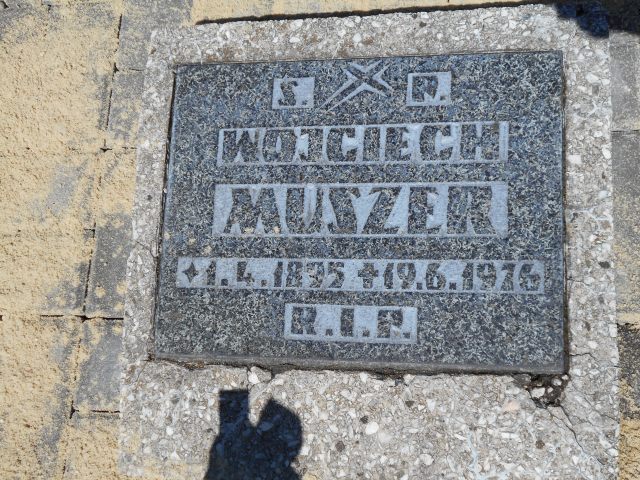 Ś. P.
WOJCIECH
MUSZER
✦1.4.1895 ✝19.6.1976
R.I.P.